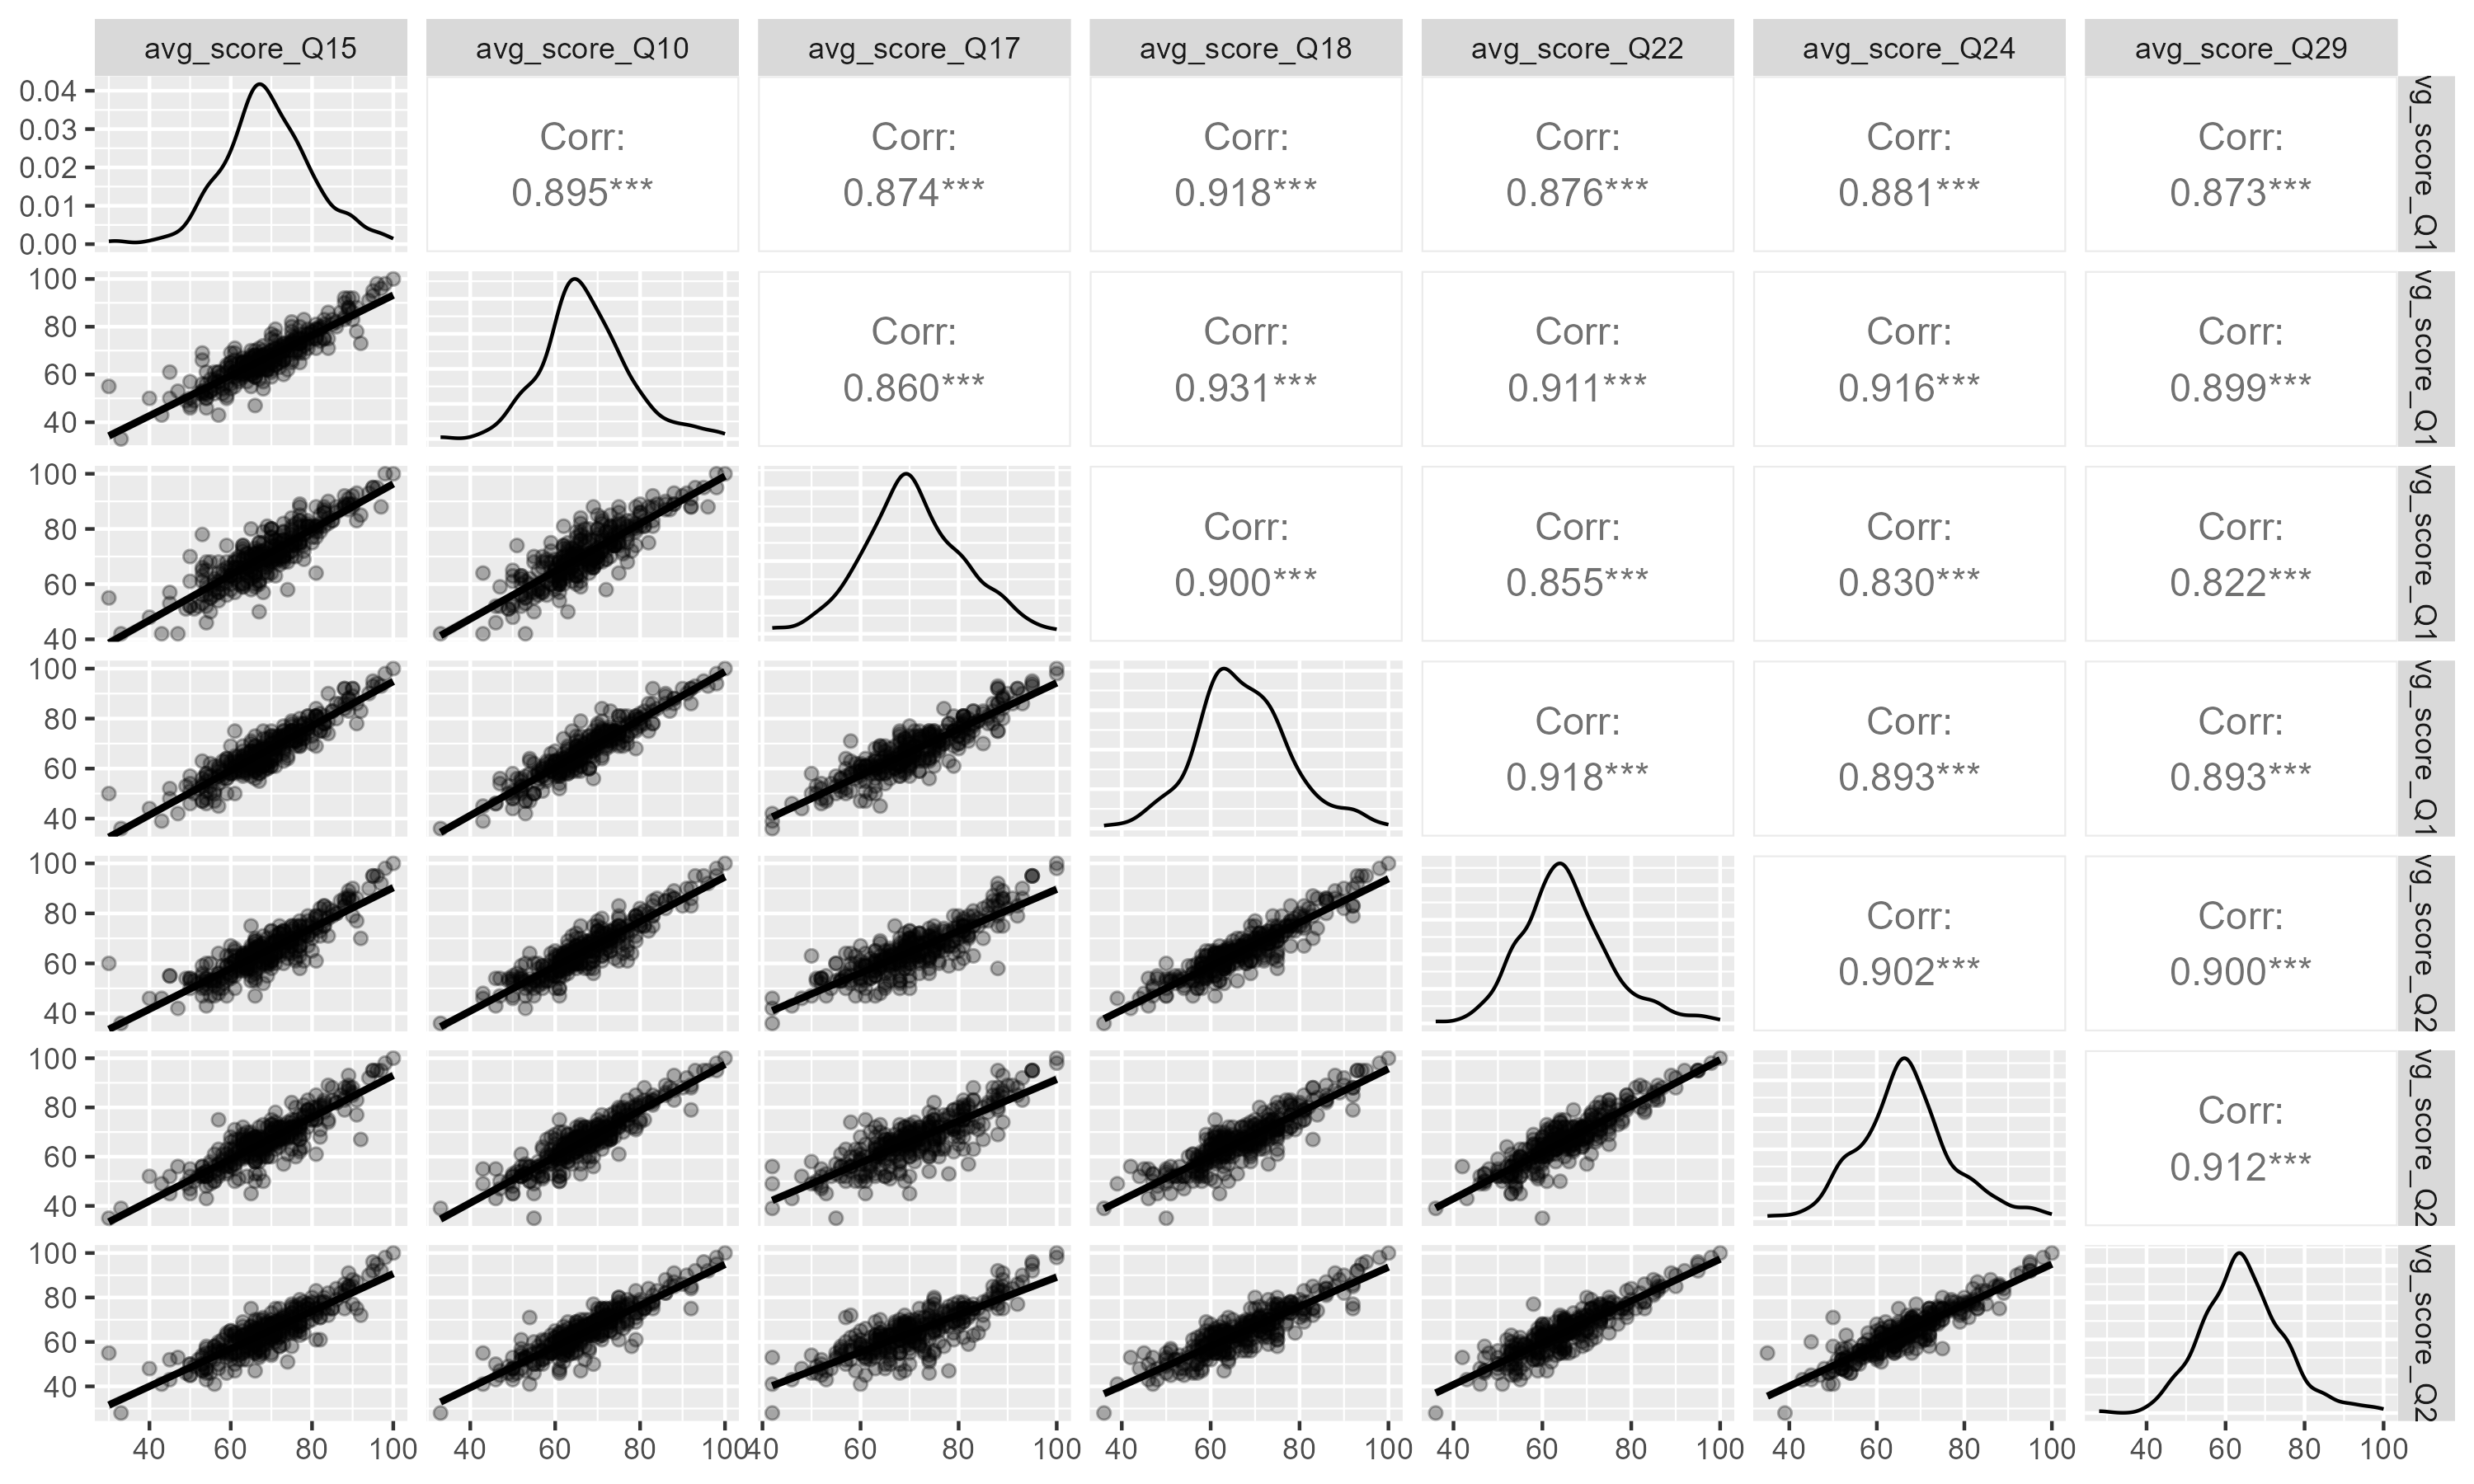 avg_score_Q15 avg_score_Q10 avg_score_Q17 avg_score_Q18 avg_score_Q22 avg_score_Q24 avg_score_Q29
0.04
0.03
0.02
0.01
0.00
Corr: Corr: Corr: Corr: Corr: Corr:
0.895*** 0.874*** 0.918*** 0.876*** 0.881*** 0.873***
vg_score_Q1
100
80
60
40
Corr: Corr: Corr: Corr: Corr:
0.860*** 0.931*** 0.911*** 0.916*** 0.899***
vg_score_Q1
100
80
60
40
Corr: Corr: Corr: Corr:
0.900*** 0.855*** 0.830*** 0.822***
vg_score_Q1
100
80
60
40
Corr: Corr: Corr:
0.918*** 0.893*** 0.893***
vg_score_Q1
100
80
60
40
Corr: Corr:
0.902*** 0.900***
vg_score_Q2
100
80
60
40
Corr:
0.912***
vg_score_Q2
100
80
60
40
vg_score_Q2
40 60 80 100 40 60 80 100 40 60 80 100 40 60 80 100 40 60 80 100 40 60 80 100 40 60 80 100